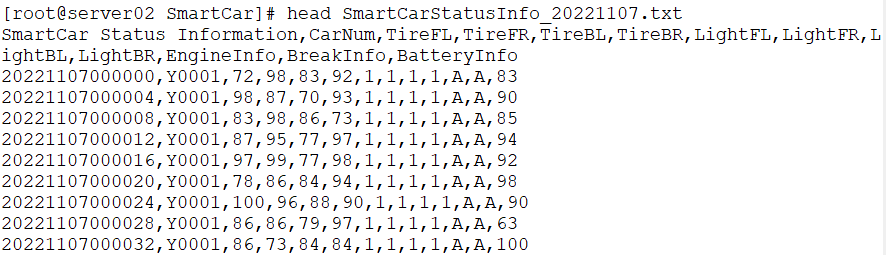 [root@server02 SmartCar]# head SmartCarStatusInfo_20221107.txt
SmartCar Status Information,CarNum,TireFL,TireFR,TireBL,TireBR,LightFL,LightFR,L
ightBL,LightBR,EngineInfo,BreakInfo,BatteryInfo
20221107000000,Y0001,72,98,83,92,1,1,1,1,A,A,83
20221107000004,Y0001,98,87,70,93,1,1,1,1,A,A,90
20221107000008,Y0001,83,98,86,73,1,1,1,1,A,A,85
20221107000012,Y0001,87,95,77,97,1,1,1,1,A,A,94
20221107000016,Y0001,97,99,77,98,1,1,1,1,A,A,92
20221107000020,Y0001,78,86,84,94,1,1,1,1,A,A,98
20221107000024,Y0001,100,96,88,90,1,1,1,1,A,A,90
20221107000028,Y0001,86,86,79,97,1,1,1,1,A,A,63
20221107000032,Y0001,86,73,84,84,1,1,1,1,A,A,100